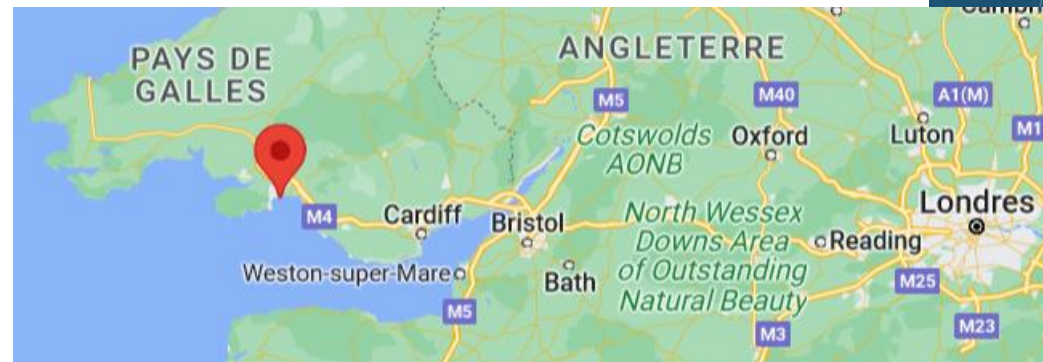 PAYS DE
GALLES
ANGLETERRE
M5
M40
A1(M)
Cotswolds
AONB
Oxford
Luton
M1
M4
Cardiff
Bristol
North Wessex
Downs Area
of Outstanding
Natural Beauty
Reading
Londres
Weston-super-Mare
Bath
M25
M5
M3
M23